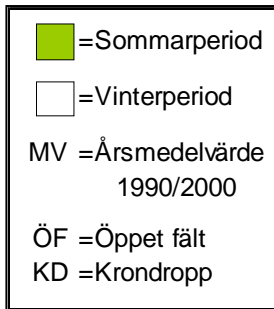 =Sommarperiod
=Vinterperiod
MV =Årsmedelvärde
1990/2000
ÖF =Öppet fält
KD =Krondropp